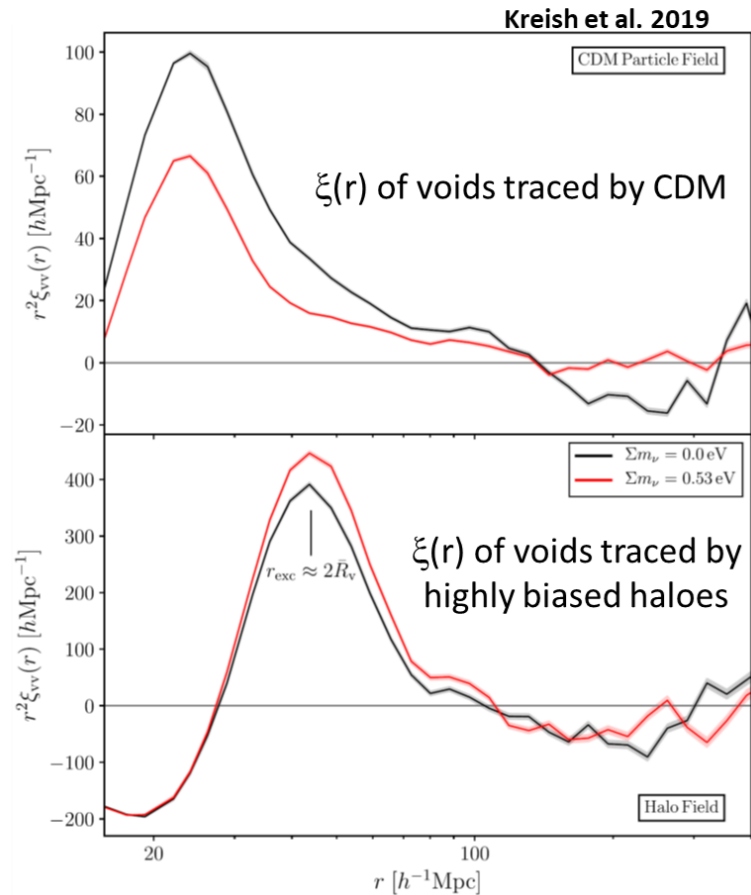 Kreish et al. 2019
CDM Particle Field
100
80
60
40
20
0
−20
r²ξvv(r) [hMpc⁻¹]
ξ(r) of voids traced by CDM
Σmν = 0.0 eV
Σmν = 0.53 eV
400
300
200
100
0
−100
−200
r²ξvv(r) [hMpc⁻¹]
r_exc ≈ 2R̄_v
ξ(r) of voids traced by
highly biased haloes
Halo Field
20
100
r [h⁻¹Mpc]